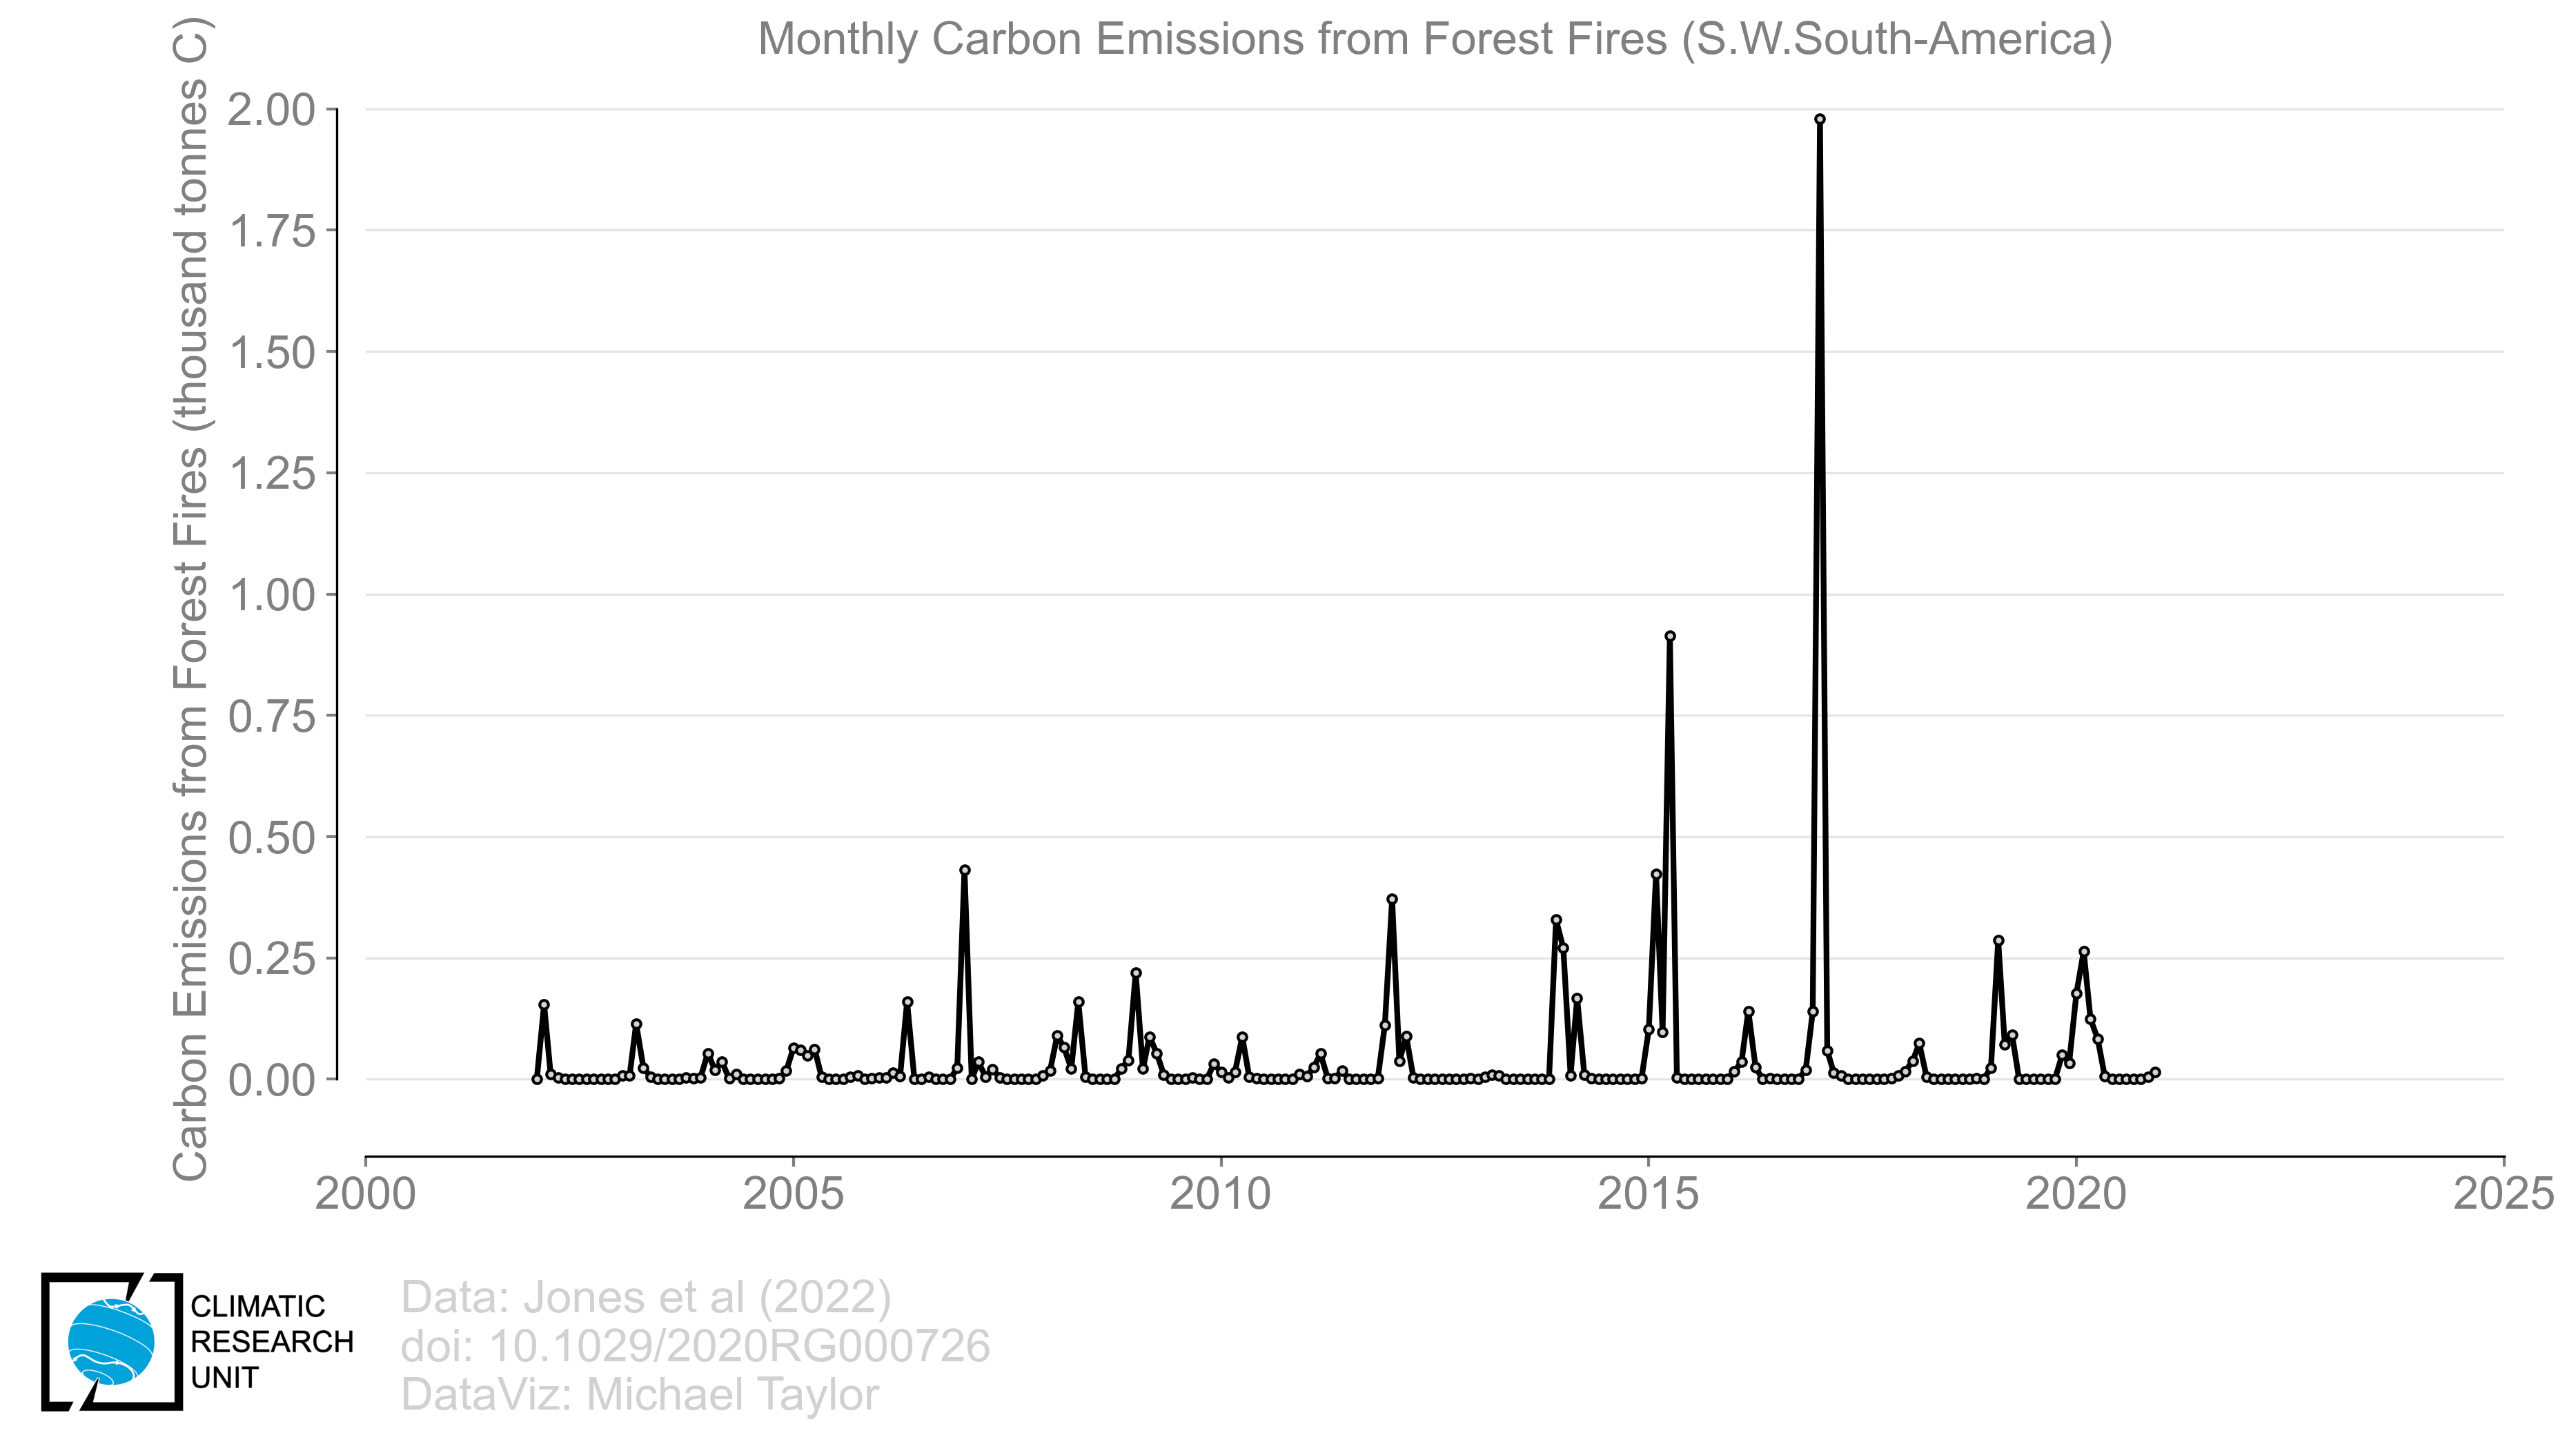 Monthly Carbon Emissions from Forest Fires (S.W.South-America)
Carbon Emissions from Forest Fires (thousand tonnes C)
2.00
1.75
1.50
1.25
1.00
0.75
0.50
0.25
0.00
2000 2005 2010 2015 2020 2025
CLIMATIC
RESEARCH
UNIT
Data: Jones et al (2022)
doi: 10.1029/2020RG000726
DataViz: Michael Taylor